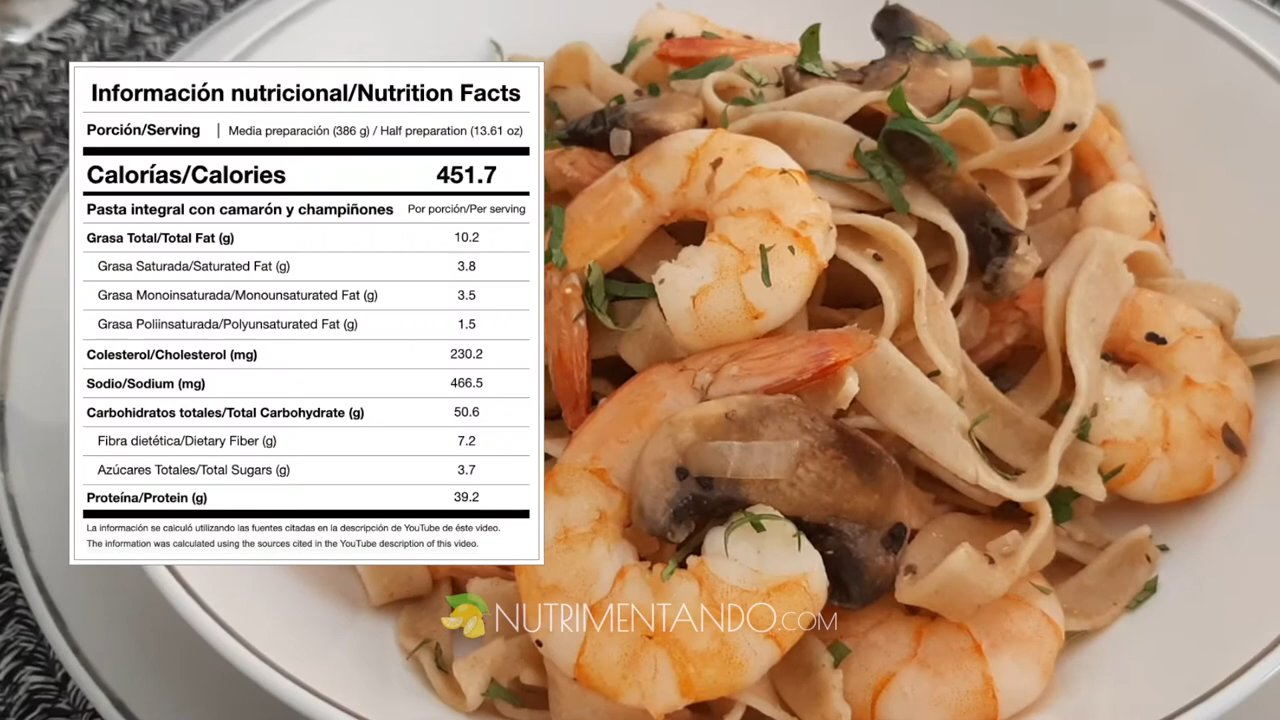 Información nutricional/Nutrition Facts
Porción/Serving | Media preparación (386 g) / Half preparation (13.61 oz)
Calorías/Calories 451.7
Pasta integral con camarón y champiñones Por porción/Per serving
Grasa Total/Total Fat (g) 10.2
Grasa Saturada/Saturated Fat (g) 3.8
Grasa Monoinsaturada/Monounsaturated Fat (g) 3.5
Grasa Poliinsaturada/Polyunsaturated Fat (g) 1.5
Colesterol/Cholesterol (mg) 230.2
Sodio/Sodium (mg) 466.5
Carbohidratos totales/Total Carbohydrate (g) 50.6
Fibra dietética/Dietary Fiber (g) 7.2
Azúcares Totales/Total Sugars (g) 3.7
Proteína/Protein (g) 39.2
La información se calculó utilizando las fuentes citadas en la descripción de YouTube de éste video.
The information was calculated using the sources cited in the YouTube description of this video.
NUTRIMENTANDO.COM